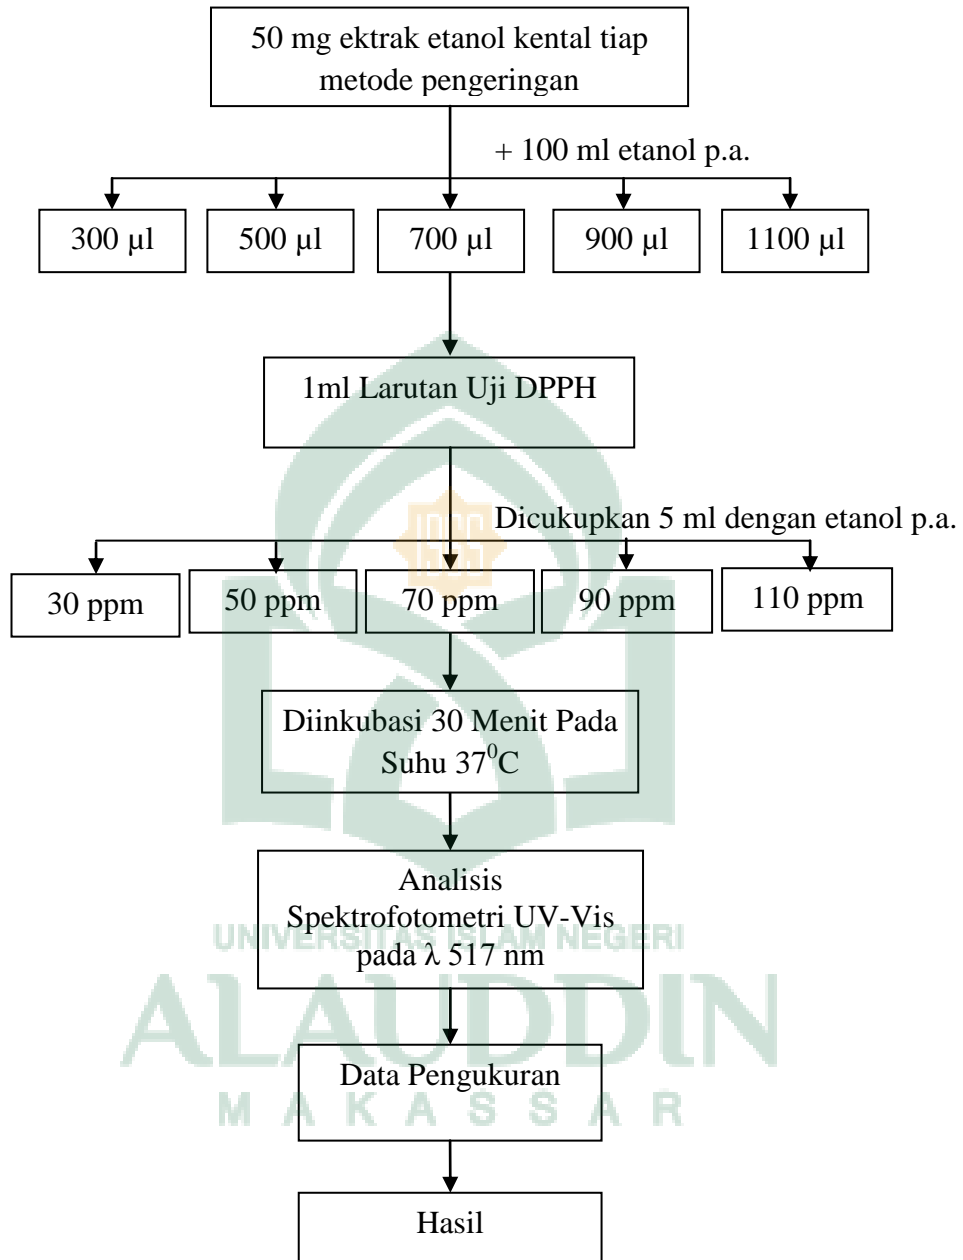 50 mg ektrak etanol kental tiap
metode pengeringan
+ 100 ml etanol p.a.
300 µl
500 µl
700 µl
900 µl
1100 µl
1ml Larutan Uji DPPH
Dicukupkan 5 ml dengan etanol p.a.
30 ppm
50 ppm
70 ppm
90 ppm
110 ppm
Diinkubasi 30 Menit Pada
Suhu 37⁰C
Analisis
Spektrofotometri UV-Vis
pada λ 517 nm
UNIVERSITAS ISLAM NEGERI
ALAUDDIN
Data Pengukuran
MAKASSAR
Hasil